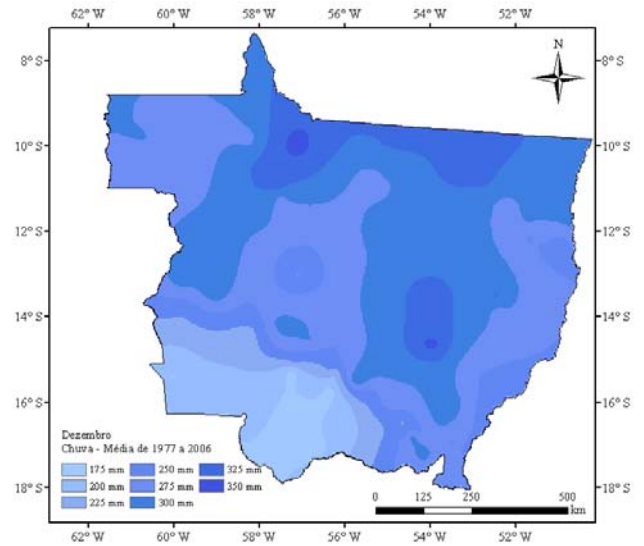 62° W 60° W 58° W 56° W 54° W 52° W
N
8° S 8° S
10° S 10° S
12° S 12° S
14° S 14° S
16° S 16° S
18° S 18° S
Dezembro
Chuva - Média de 1977 a 2006
175 mm 250 mm 325 mm
200 mm 275 mm 350 mm
225 mm 300 mm
0 125 250 500
km
62° W 60° W 58° W 56° W 54° W 52° W